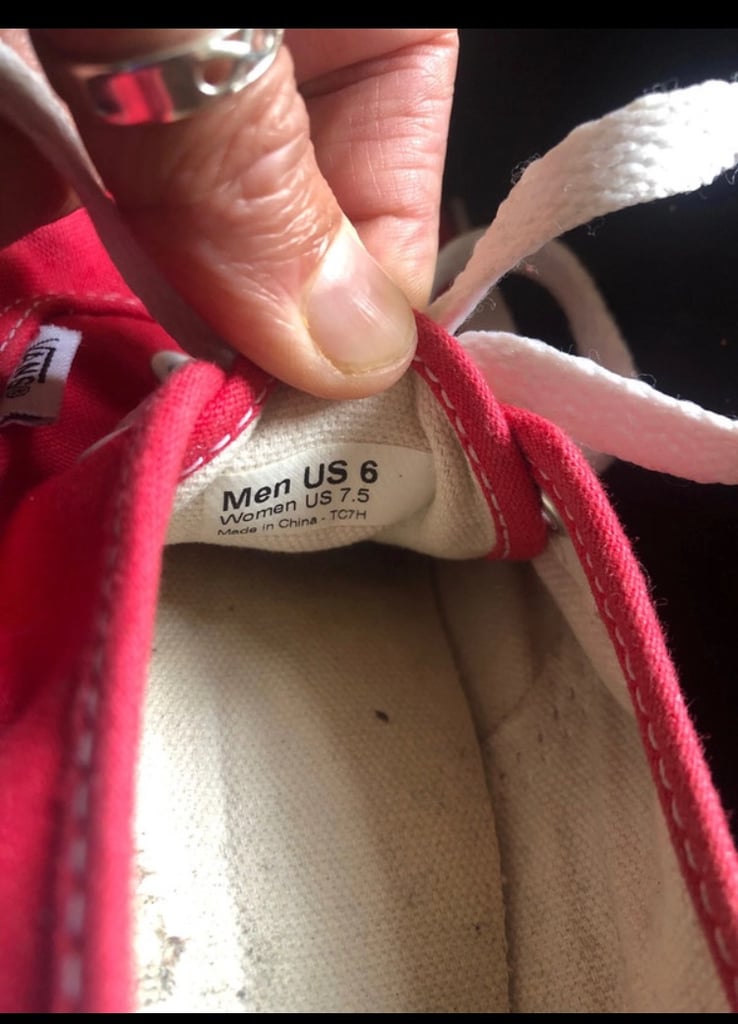 VANS®
Men US 6
Women US 7.5
Made in China - TC7H